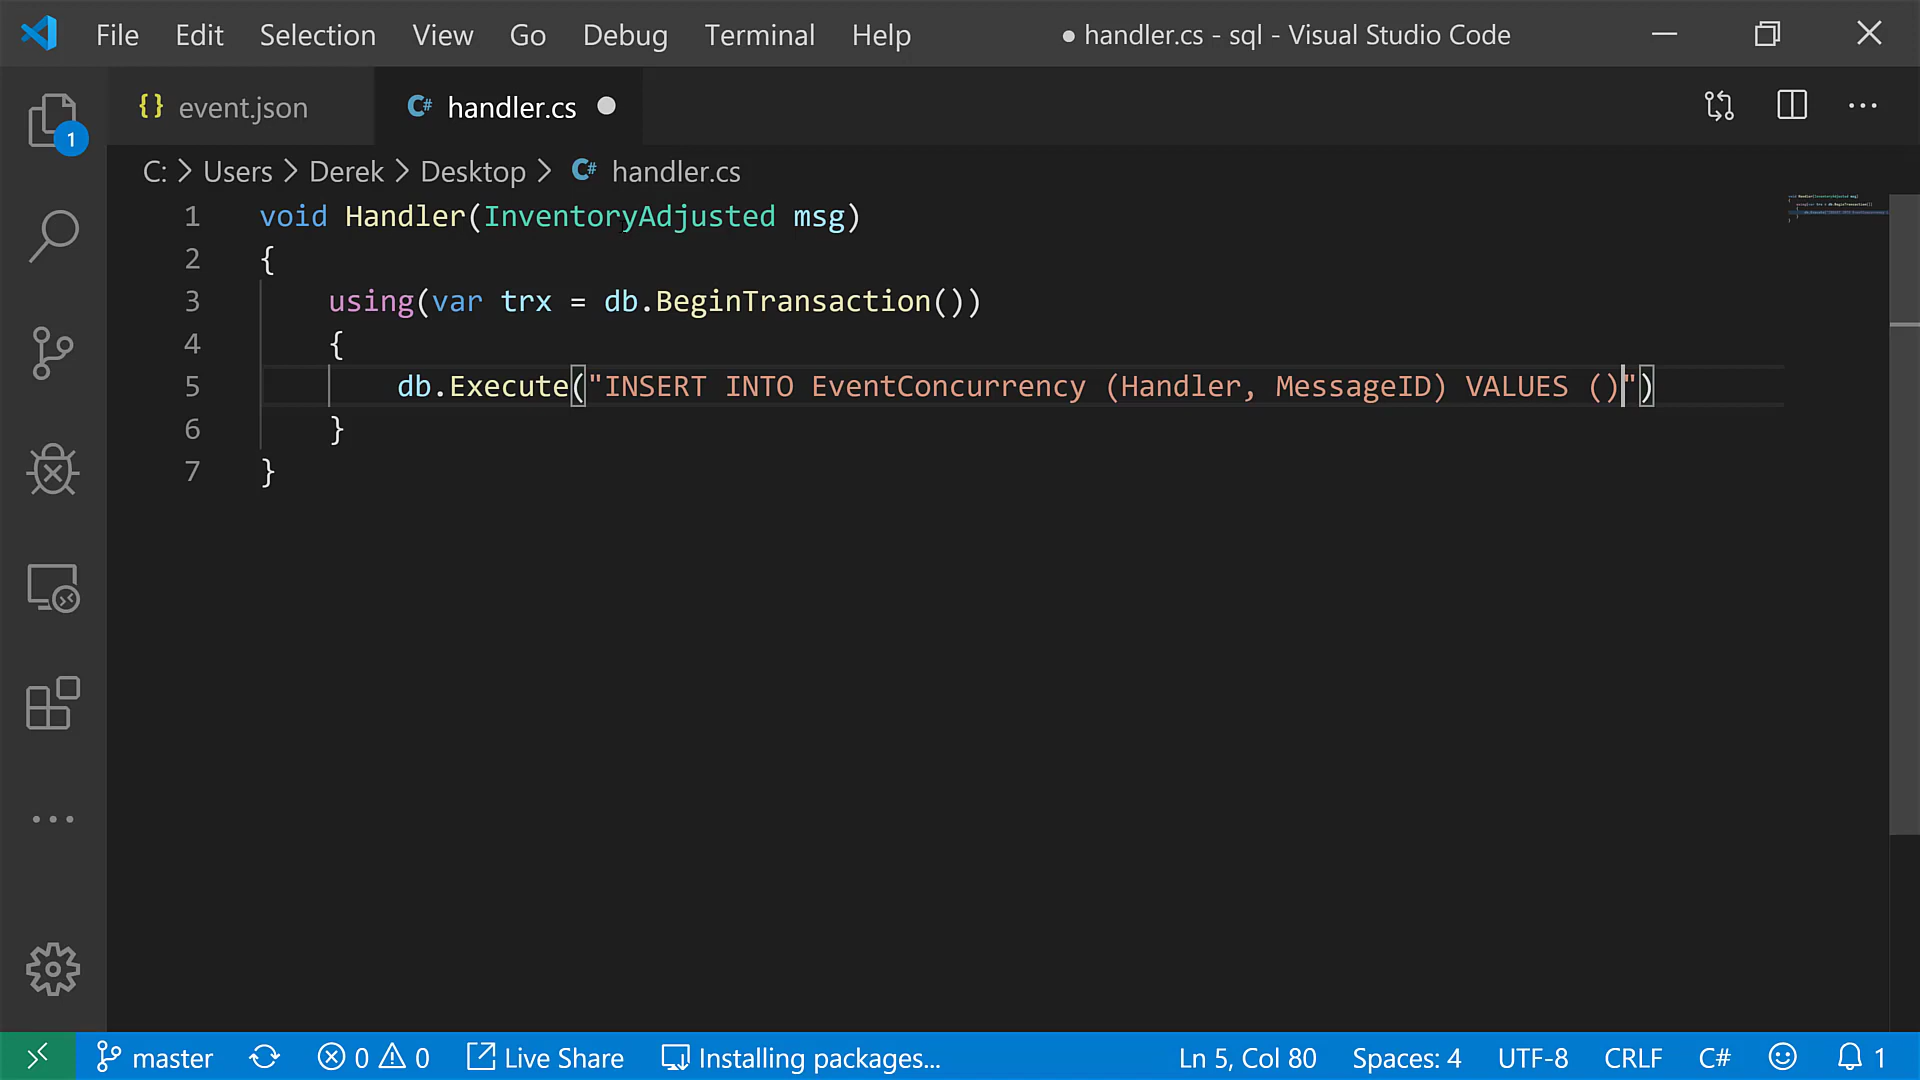 File Edit Selection View Go Debug Terminal Help ● handler.cs - sql - Visual Studio Code
{} event.json C# handler.cs ●
1
C: > Users > Derek > Desktop > C# handler.cs
1 void Handler(InventoryAdjusted msg)
2 {
3 using(var trx = db.BeginTransaction())
4 {
5 db.Execute("INSERT INTO EventConcurrency (Handler, MessageID) VALUES ()")
6 }
7 }
master 0 0 Live Share Installing packages... Ln 5, Col 80 Spaces: 4 UTF-8 CRLF C# 1